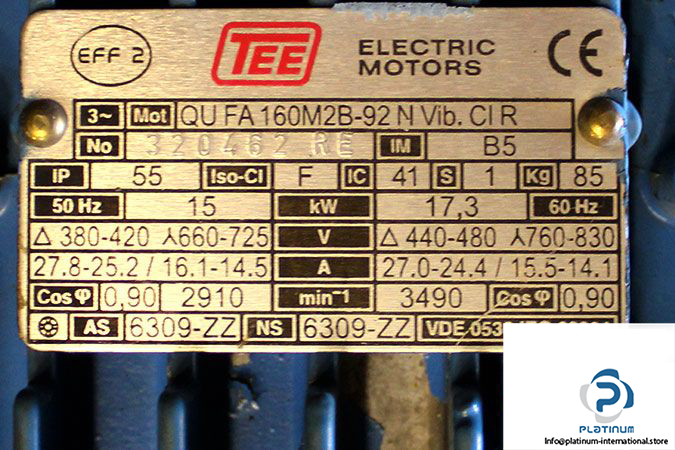 EFF 2 TEE ELECTRIC MOTORS CE
3~ Mot QU FA 160M2B-92 N Vib. Cl R
No 320462 RE IM B5
IP 55 Iso-Cl F IC 41 S 1 Kg 85
50 Hz 15 kW 17,3 60 Hz
Δ 380-420 ⅄660-725 V Δ 440-480 ⅄760-830
27.8-25.2 / 16.1-14.5 A 27.0-24.4 / 15.5-14.1
Cos φ 0,90 2910 min⁻¹ 3490 Cos φ 0,90
AS 6309-ZZ NS 6309-ZZ VDE
PLATINUM
Info@platinum-international.store